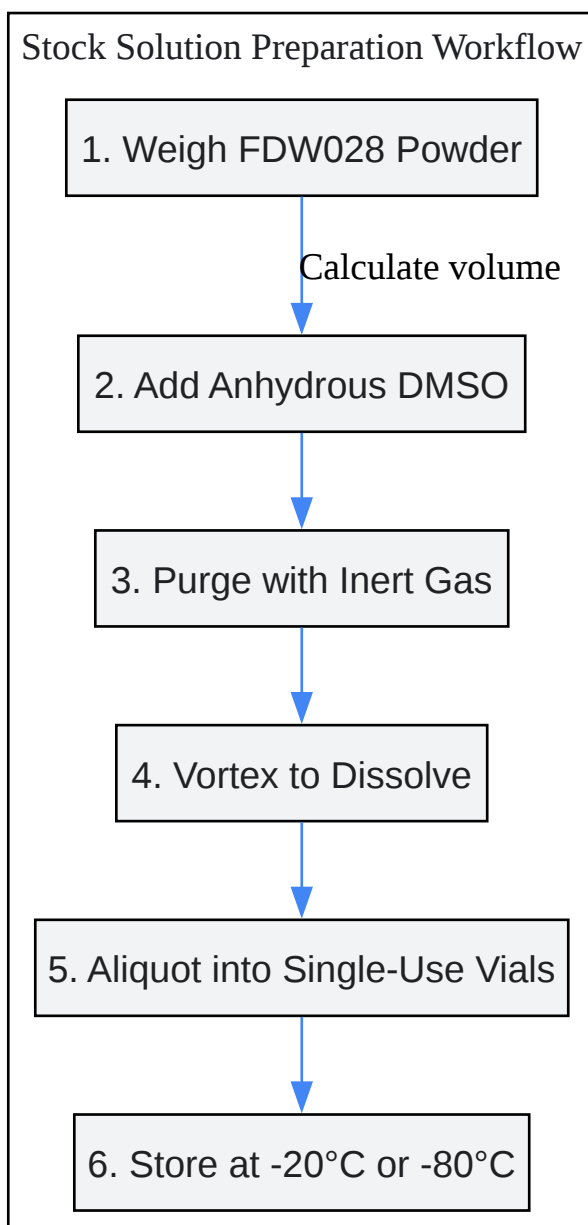 Stock Solution Preparation Workflow
1. Weigh FDW028 Powder
Calculate volume
2. Add Anhydrous DMSO
3. Purge with Inert Gas
4. Vortex to Dissolve
5. Aliquot into Single-Use Vials
6. Store at -20°C or -80°C